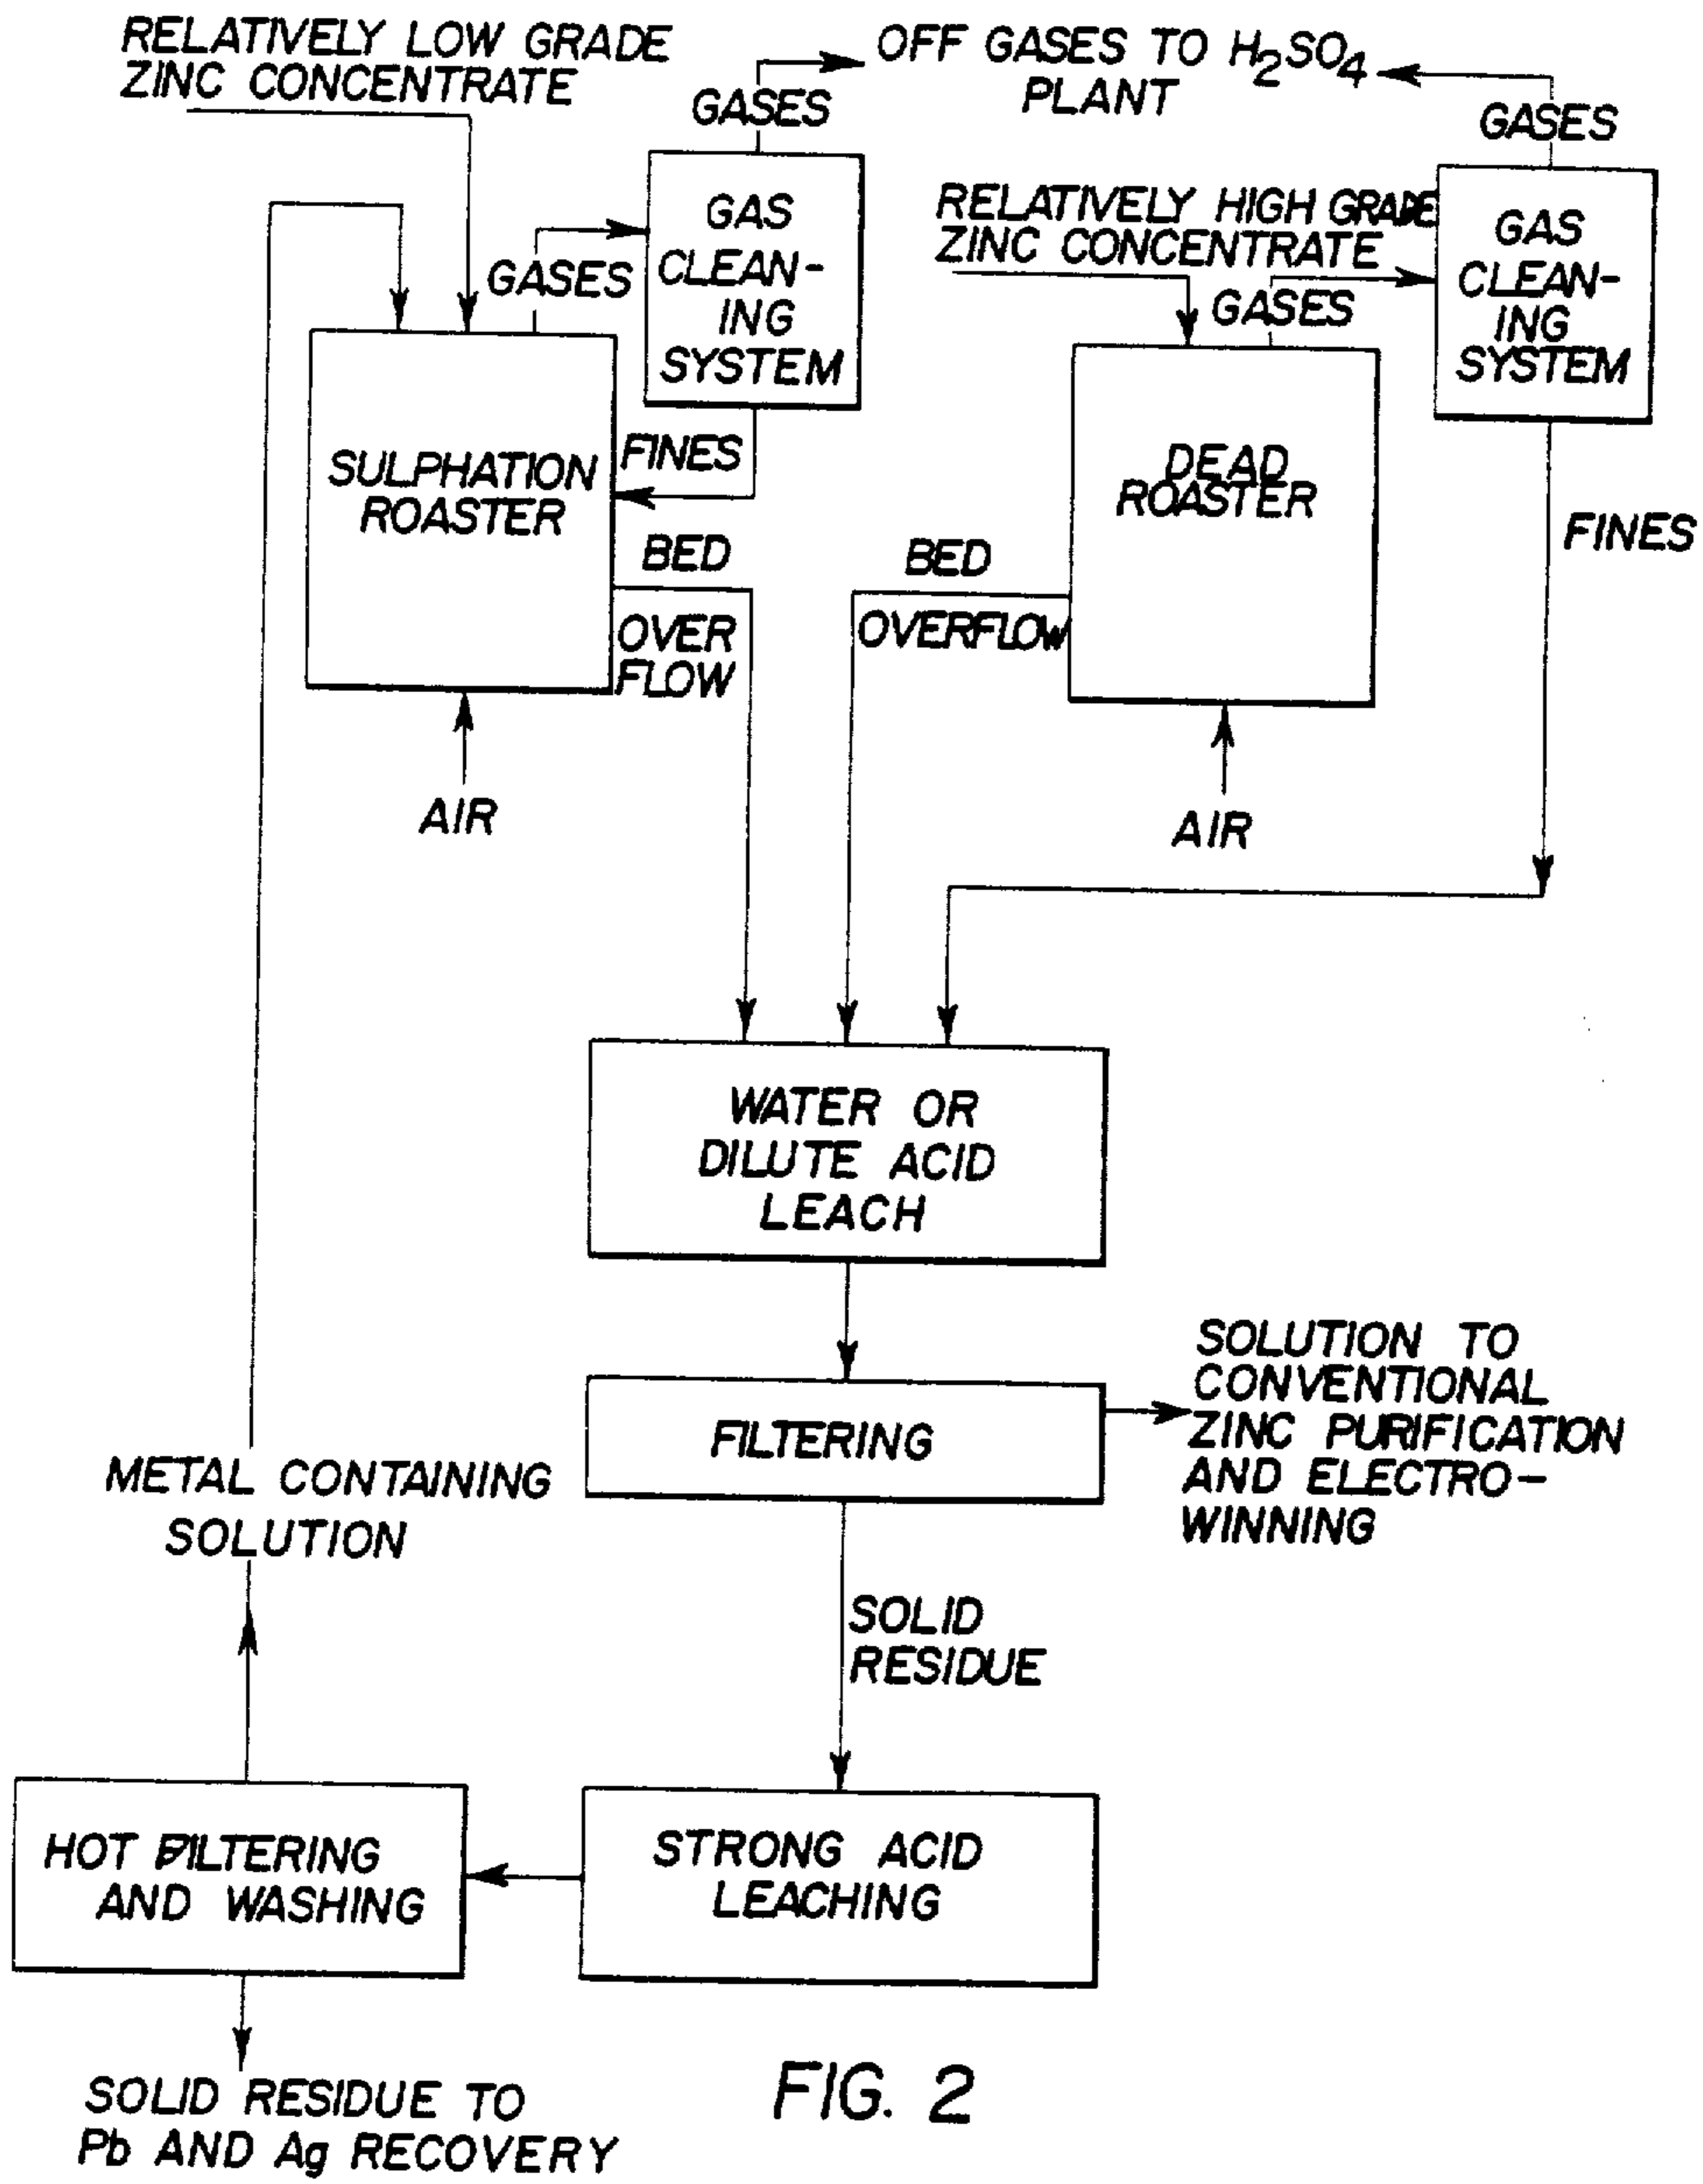 RELATIVELY LOW GRADE
ZINC CONCENTRATE
OFF GASES TO H2SO4
PLANT
GASES
GASES
GAS
CLEAN-
ING
SYSTEM
RELATIVELY HIGH GRADE
ZINC CONCENTRATE
GAS
CLEAN-
ING
SYSTEM
GASES
GASES
SULPHATION
ROASTER
FINES
DEAD
ROASTER
FINES
BED
OVER
FLOW
BED
OVERFLOW
AIR
AIR
WATER OR
DILUTE ACID
LEACH
FILTERING
SOLUTION TO
CONVENTIONAL
ZINC PURIFICATION
AND ELECTRO-
WINNING
METAL CONTAINING
SOLUTION
SOLID
RESIDUE
HOT FILTERING
AND WASHING
STRONG ACID
LEACHING
SOLID RESIDUE TO
Pb AND Ag RECOVERY
FIG. 2